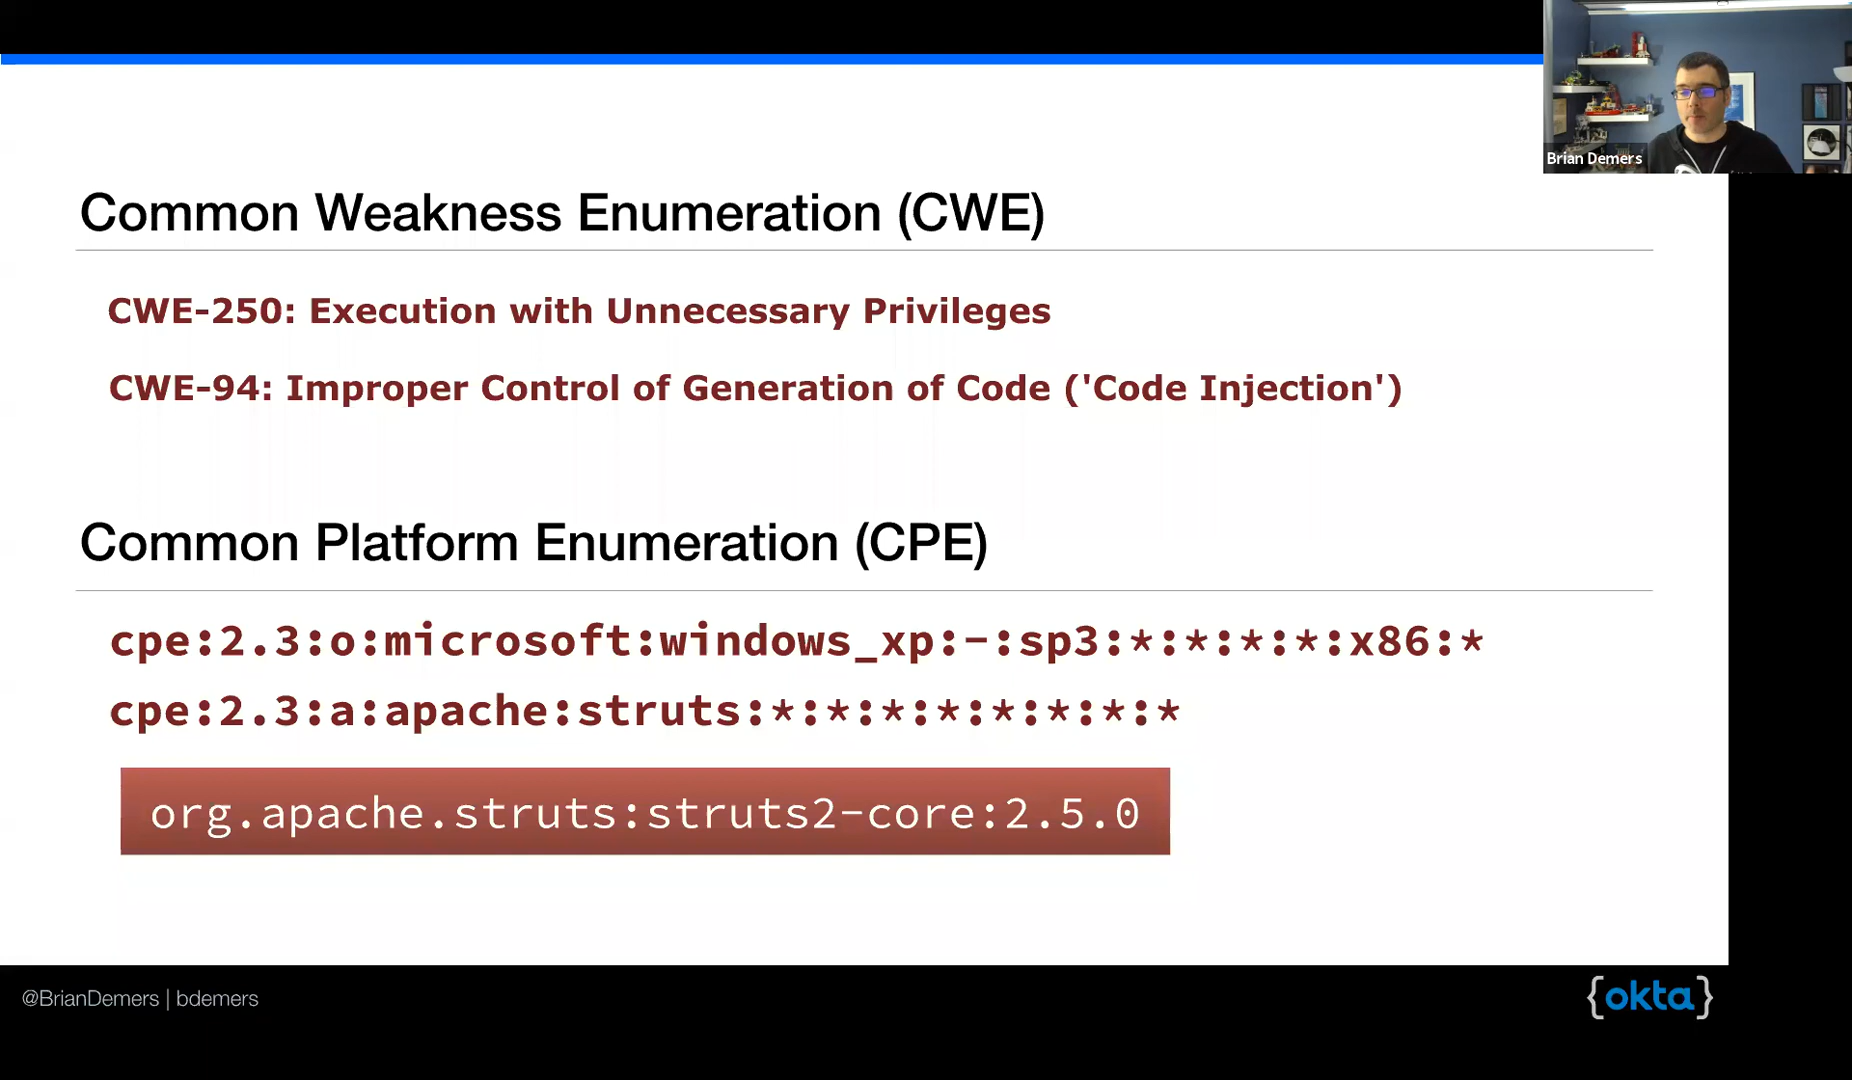 Brian Demers
Common Weakness Enumeration (CWE)
CWE-250: Execution with Unnecessary Privileges
CWE-94: Improper Control of Generation of Code ('Code Injection')
Common Platform Enumeration (CPE)
cpe:2.3:o:microsoft:windows_xp:-:sp3:*:*:*:*:x86:*
cpe:2.3:a:apache:struts:*:*:*:*:*:*:*:*
org.apache.struts:struts2-core:2.5.0
@BrianDemers | bdemers
{okta}